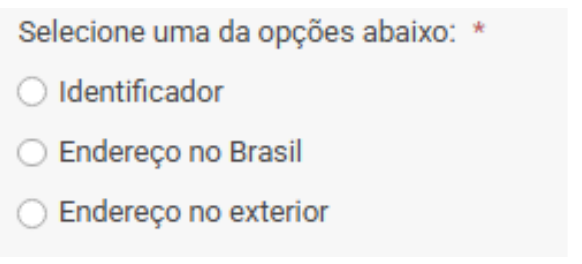 Selecione uma da opções abaixo: *
Identificador
Endereço no Brasil
Endereço no exterior